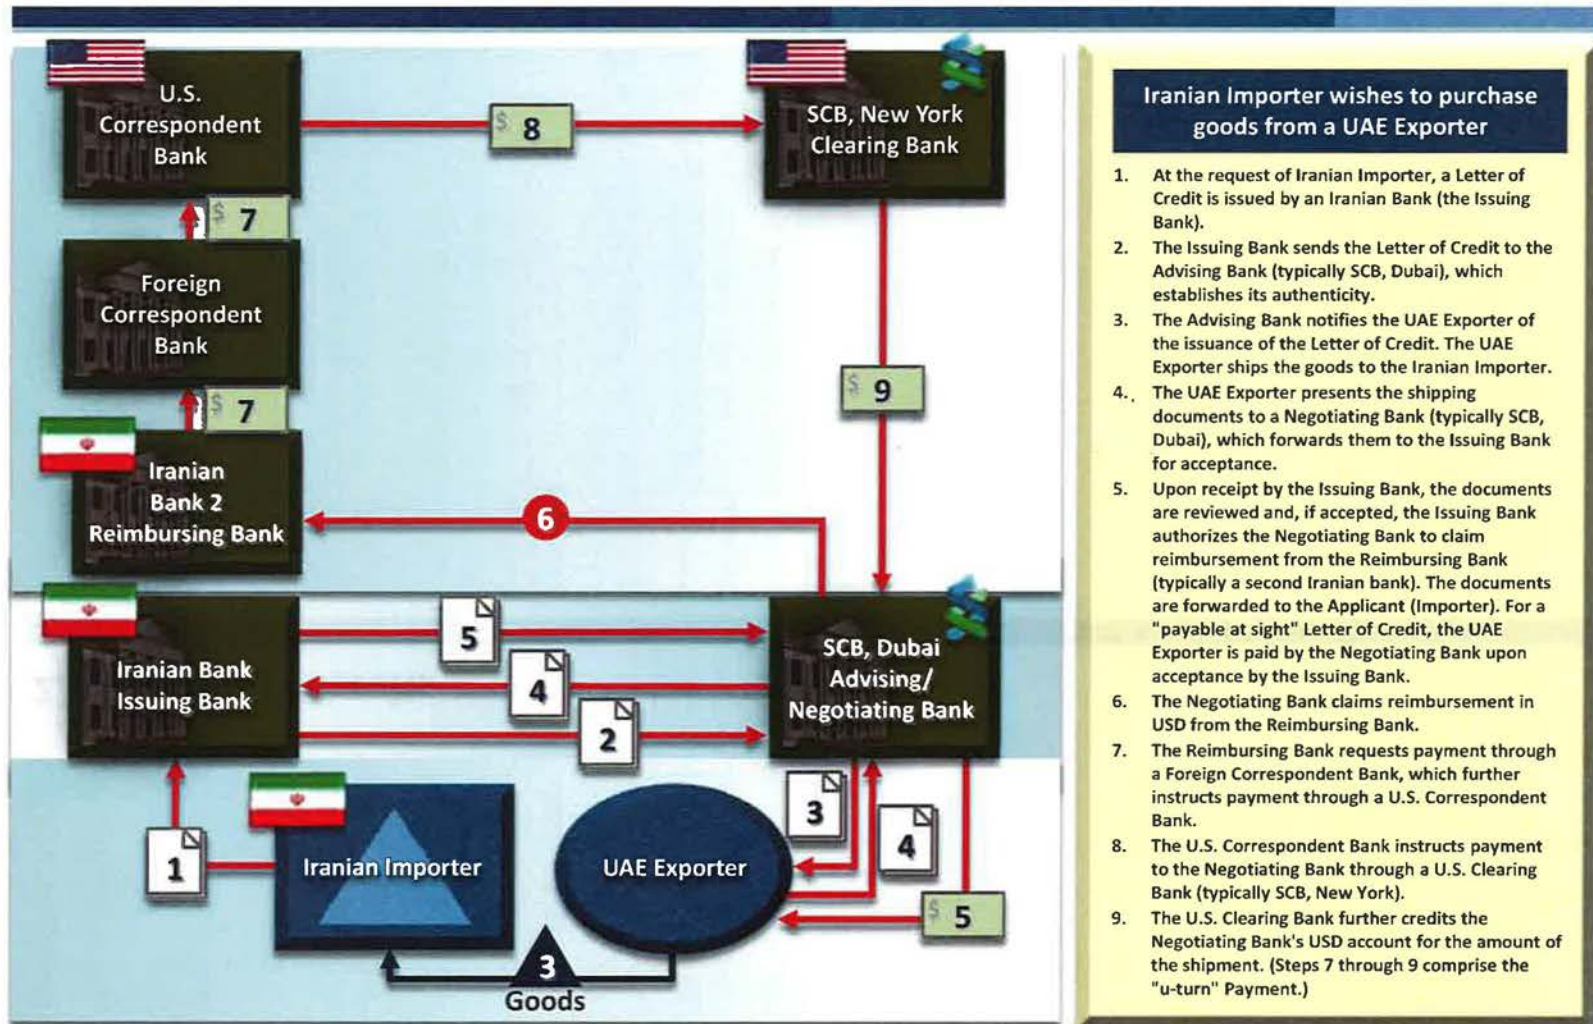 U.S.
Correspondent
Bank
$ 8
SCB, New York
Clearing Bank
$ 7
Foreign
Correspondent
Bank
$ 7
$ 9
Iranian
Bank 2
Reimbursing Bank
6
Iranian Bank
Issuing Bank
5
4
2
SCB, Dubai
Advising/
Negotiating Bank
1
Iranian Importer
UAE Exporter
3
4
$ 5
3
Goods
Iranian Importer wishes to purchase
goods from a UAE Exporter
1. At the request of Iranian Importer, a Letter of
Credit is issued by an Iranian Bank (the Issuing
Bank).
2. The Issuing Bank sends the Letter of Credit to the
Advising Bank (typically SCB, Dubai), which
establishes its authenticity.
3. The Advising Bank notifies the UAE Exporter of
the issuance of the Letter of Credit. The UAE
Exporter ships the goods to the Iranian Importer.
4. The UAE Exporter presents the shipping
documents to a Negotiating Bank (typically SCB,
Dubai), which forwards them to the Issuing Bank
for acceptance.
5. Upon receipt by the Issuing Bank, the documents
are reviewed and, if accepted, the Issuing Bank
authorizes the Negotiating Bank to claim
reimbursement from the Reimbursing Bank
(typically a second Iranian bank). The documents
are forwarded to the Applicant (Importer). For a
"payable at sight" Letter of Credit, the UAE
Exporter is paid by the Negotiating Bank upon
acceptance by the Issuing Bank.
6. The Negotiating Bank claims reimbursement in
USD from the Reimbursing Bank.
7. The Reimbursing Bank requests payment through
a Foreign Correspondent Bank, which further
instructs payment through a U.S. Correspondent
Bank.
8. The U.S. Correspondent Bank instructs payment
to the Negotiating Bank through a U.S. Clearing
Bank (typically SCB, New York).
9. The U.S. Clearing Bank further credits the
Negotiating Bank's USD account for the amount of
the shipment. (Steps 7 through 9 comprise the
"u-turn" Payment.)